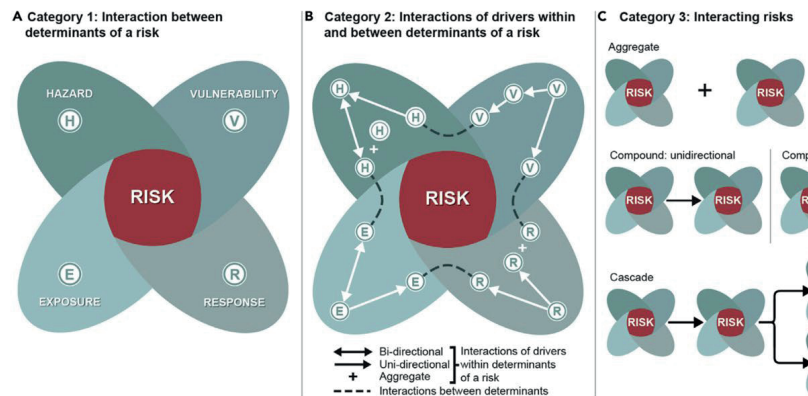 A Category 1: Interaction between
determinants of a risk
HAZARD
H
VULNERABILITY
V
RISK
E
EXPOSURE
R
RESPONSE
B Category 2: Interactions of drivers within
and between determinants of a risk
H
H
H
+
H
V
V
V
V
RISK
E
E
E
R
+
R
R
R
Bi-directional
Uni-directional
+ Aggregate
Interactions of drivers
within determinants
of a risk
Interactions between determinants
C Category 3: Interacting risks
Aggregate
RISK
+
RISK
Compound: unidirectional
RISK
RISK
Cascade
RISK
RISK